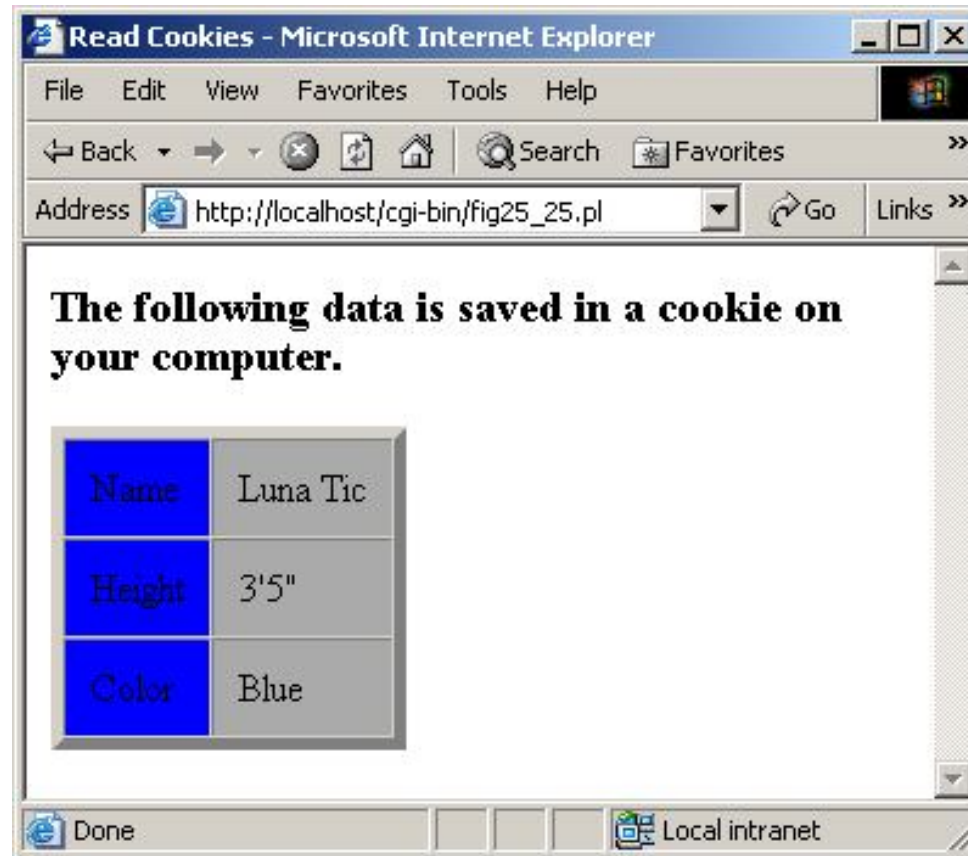 Read Cookies - Microsoft Internet Explorer
File Edit View Favorites Tools Help
Back Search Favorites »
Address http://localhost/cgi-bin/fig25_25.pl Go Links »
The following data is saved in a cookie on
your computer.
Name Luna Tic
Height 3'5"
Color Blue
Done Local intranet